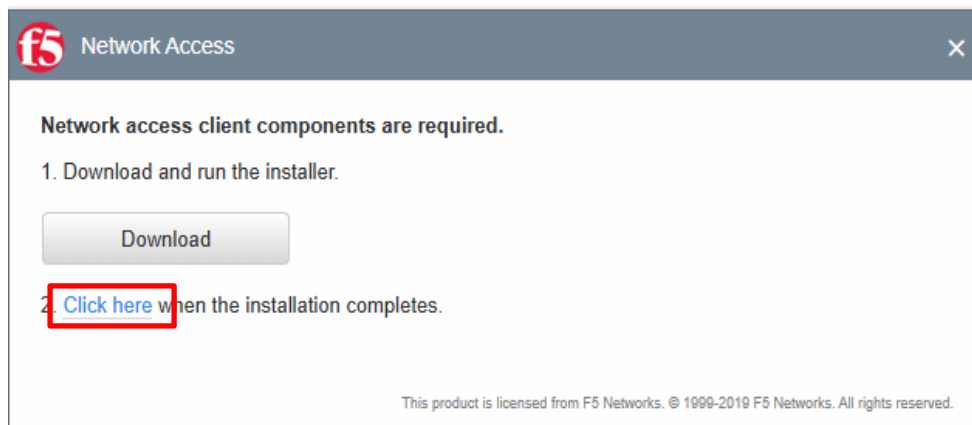 f5 Network Access ×
Network access client components are required.
1. Download and run the installer.
Download
2. Click here when the installation completes.
This product is licensed from F5 Networks. © 1999-2019 F5 Networks. All rights reserved.